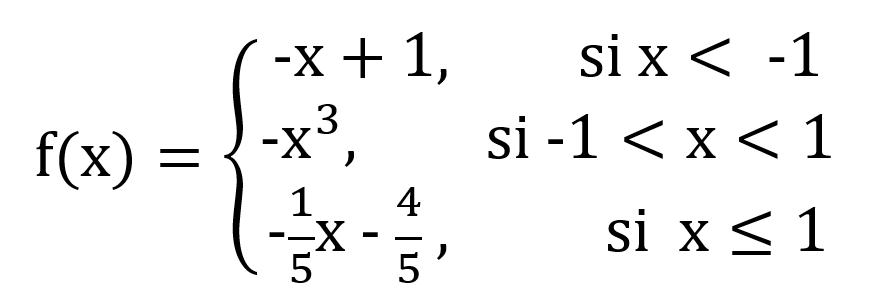 f(x) = { -x + 1, si x < -1
-x³, si -1 < x < 1
-1/5x - 4/5, si x ≤ 1